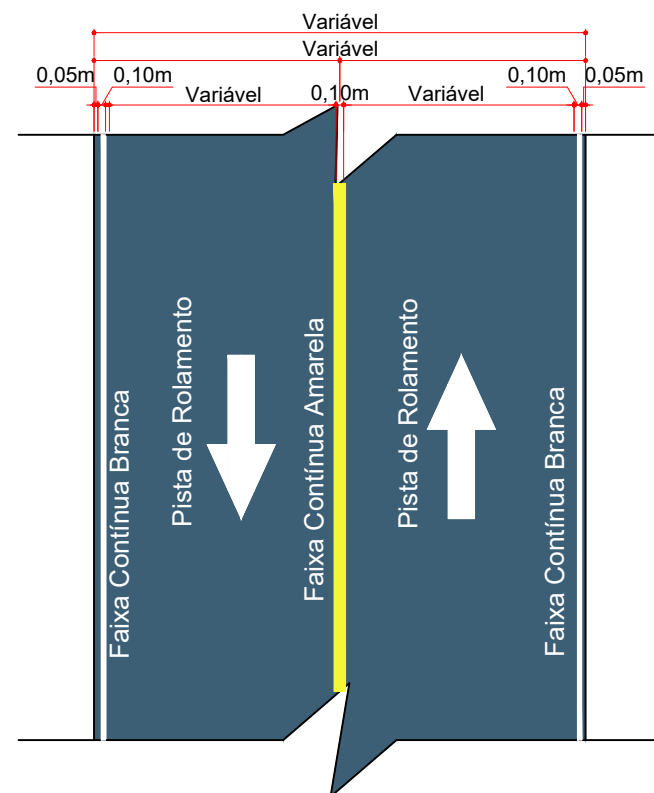 Variável
Variável
0,05m 0,10m 0,10m 0,05m
Variável 0,10m Variável
Faixa Contínua Branca
Pista de Rolamento
Faixa Contínua Amarela
Pista de Rolamento
Faixa Contínua Branca